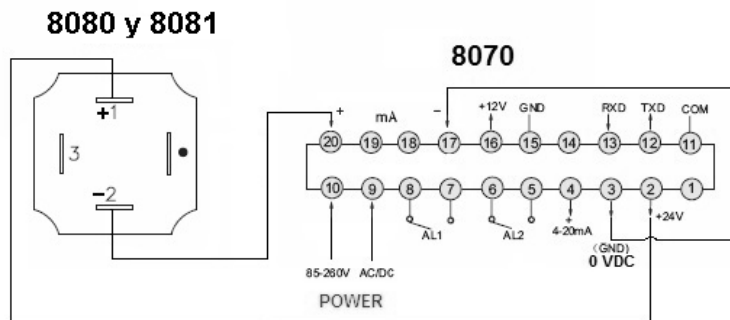 8080 y 8081
8070
+1
3
-2
+ mA - +12V GND RXD TXD COM
20 19 18 17 16 15 14 13 12 11
10 9 8 7 6 5 4 3 2 1
AL1 AL2 + +24V
4-20mA (GND)
0 VDC
85-260V AC/DC
POWER